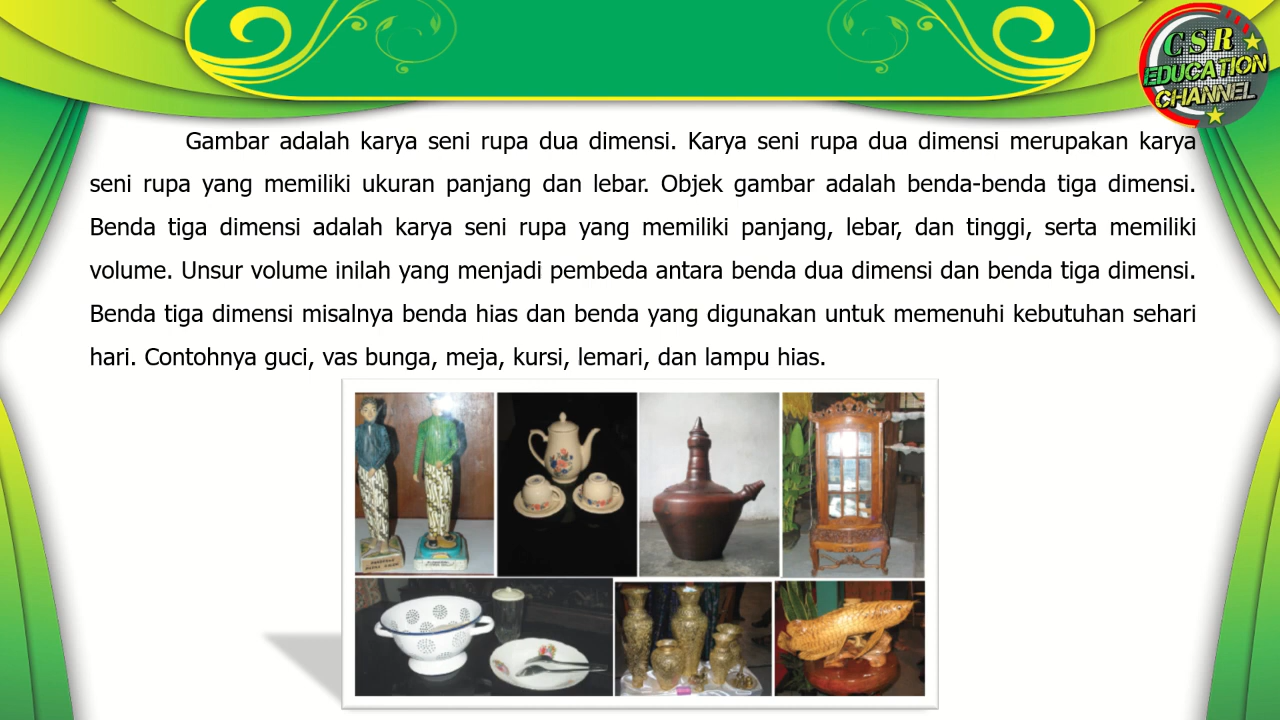 CSR
EDUCATION
CHANNEL
Gambar adalah karya seni rupa dua dimensi. Karya seni rupa dua dimensi merupakan karya
seni rupa yang memiliki ukuran panjang dan lebar. Objek gambar adalah benda-benda tiga dimensi.
Benda tiga dimensi adalah karya seni rupa yang memiliki panjang, lebar, dan tinggi, serta memiliki
volume. Unsur volume inilah yang menjadi pembeda antara benda dua dimensi dan benda tiga dimensi.
Benda tiga dimensi misalnya benda hias dan benda yang digunakan untuk memenuhi kebutuhan sehari
hari. Contohnya guci, vas bunga, meja, kursi, lemari, dan lampu hias.